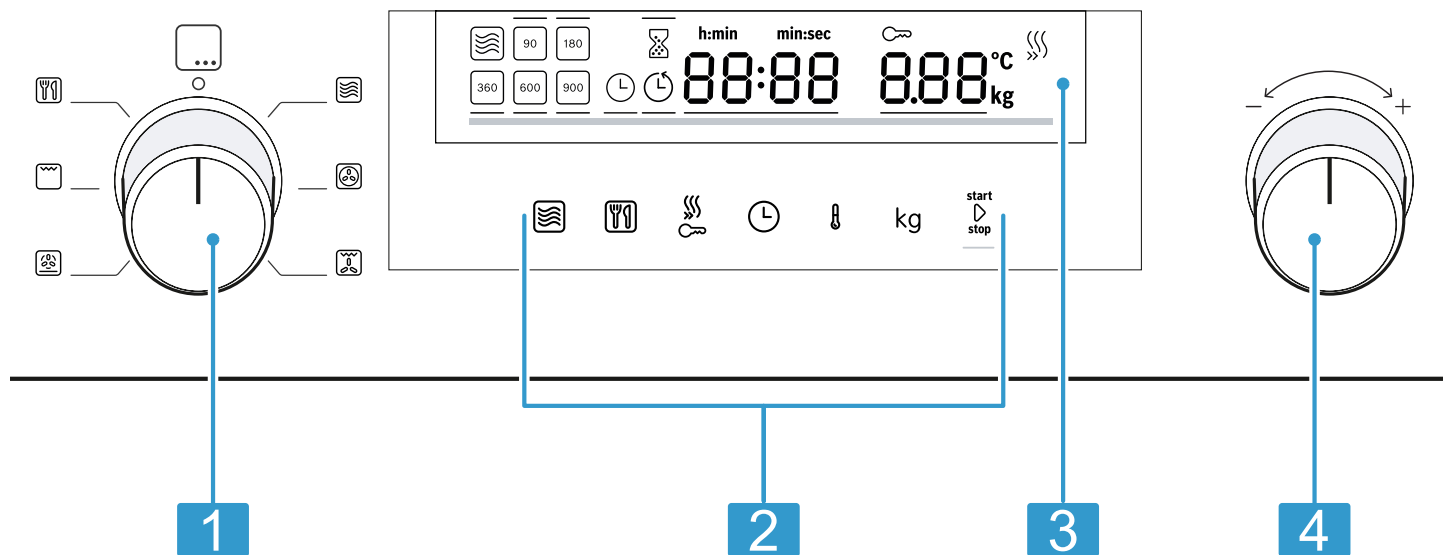 h:min min:sec
90 180
88:88 8.88 °C
360 600 900 kg
− +
start
kg
stop
1 2 3 4